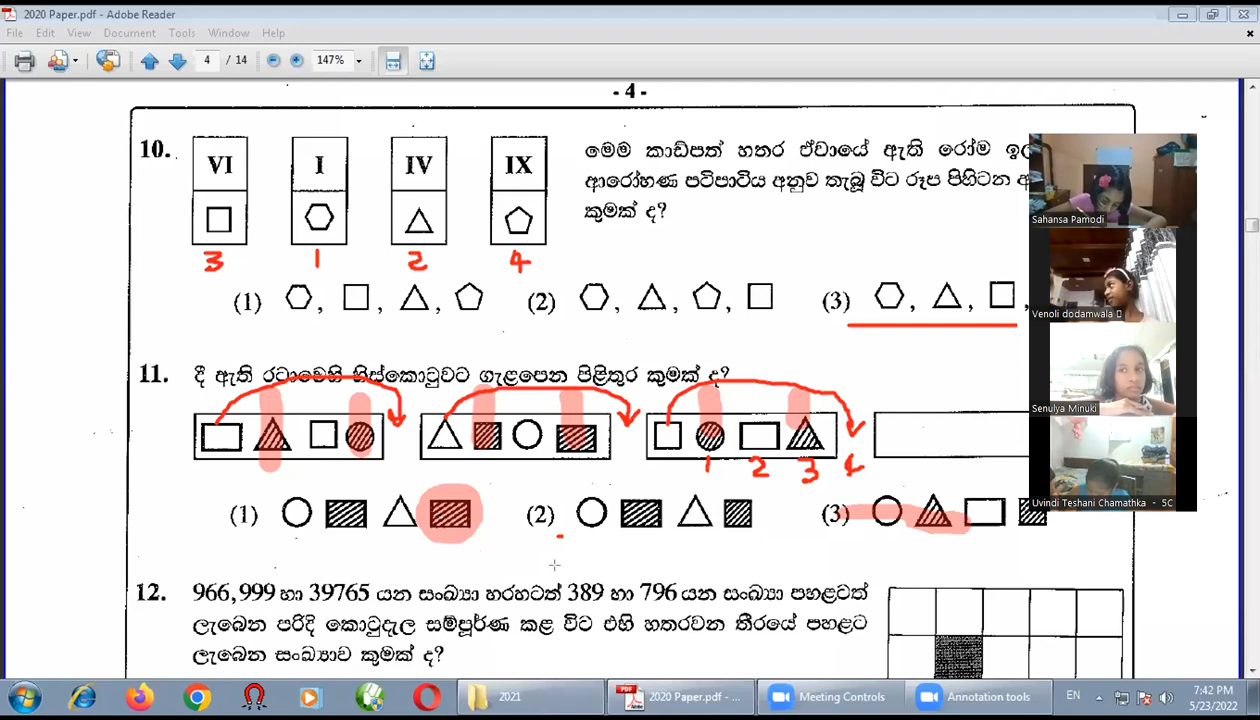 2020 Paper.pdf - Adobe Reader
File Edit View Document Tools Window Help
4 / 14 147%
- 4 -
10. VI I IV IX
3 1 2 4
මෙම කාඩ්පත් හතර ඒවායේ ඇති රෝම
ආරෝහණ පටිපාටිය අනුව තැබූ විට රූප පිහිටන
කුමක් ද?
(1) , , , (2) , , , (3) , , ,
11. දී ඇති රටාවෙහි හිස්කොටුවට ගැළපෙන පිළිතුර කුමක් ද?
1 2 3 4
(1) (2) (3)
12. 966,999 හා 39765 යන සංඛ්‍යා හරහටත් 389 හා 796 යන සංඛ්‍යා පහළටත්
ලැබෙන පරිදි කොටුදැල සම්පූර්ණ කළ විට එහි හතරවන තීරයේ පහළට
ලැබෙන සංඛ්‍යාව කුමක් ද?
Sahansa Pamodi
Venoli dodamwala
Senulya Minuki
Uvindi Teshani Chamathka - 5C
2021 2020 Paper.pdf - ... Meeting Controls Annotation tools EN 7:42 PM
5/23/2022